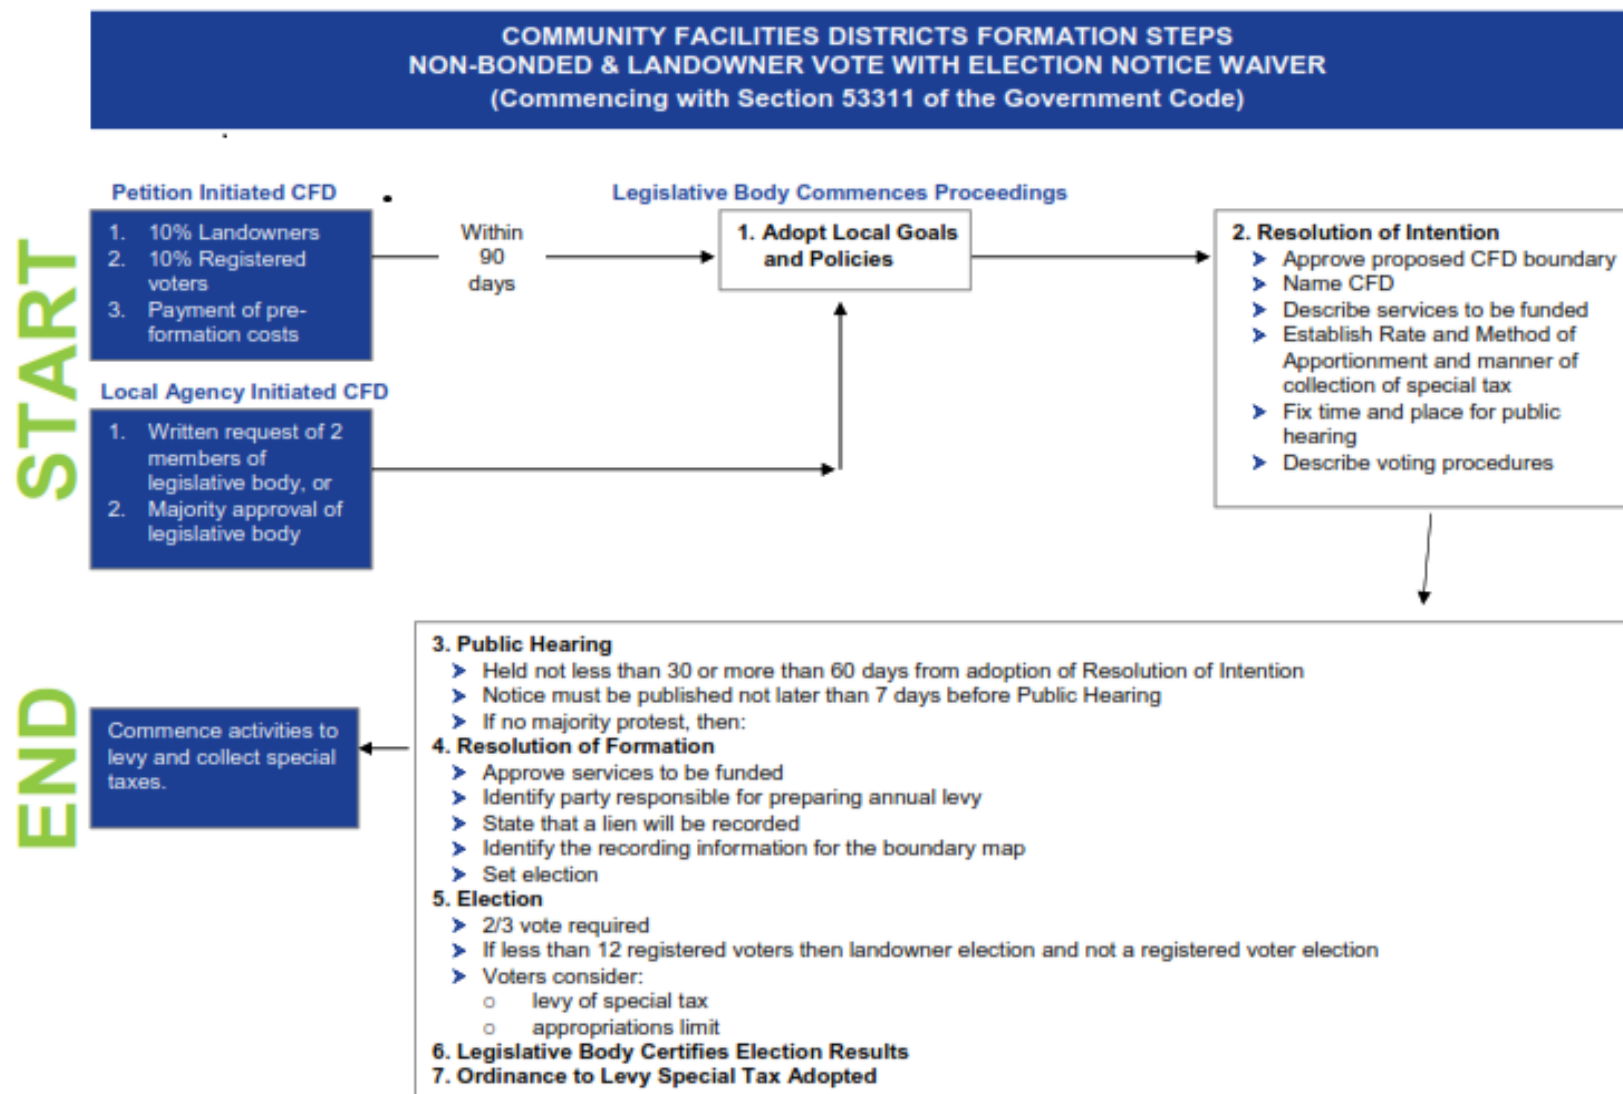 COMMUNITY FACILITIES DISTRICTS FORMATION STEPS
NON-BONDED & LANDOWNER VOTE WITH ELECTION NOTICE WAIVER
(Commencing with Section 53311 of the Government Code)
START
Petition Initiated CFD
1. 10% Landowners
2. 10% Registered
voters
3. Payment of pre-
formation costs
Within
90
days
Legislative Body Commences Proceedings
1. Adopt Local Goals
and Policies
2. Resolution of Intention
➤ Approve proposed CFD boundary
➤ Name CFD
➤ Describe services to be funded
➤ Establish Rate and Method of
Apportionment and manner of
collection of special tax
➤ Fix time and place for public
hearing
➤ Describe voting procedures
Local Agency Initiated CFD
1. Written request of 2
members of
legislative body, or
2. Majority approval of
legislative body
3. Public Hearing
➤ Held not less than 30 or more than 60 days from adoption of Resolution of Intention
➤ Notice must be published not later than 7 days before Public Hearing
➤ If no majority protest, then:
4. Resolution of Formation
➤ Approve services to be funded
➤ Identify party responsible for preparing annual levy
➤ State that a lien will be recorded
➤ Identify the recording information for the boundary map
➤ Set election
5. Election
➤ 2/3 vote required
➤ If less than 12 registered voters then landowner election and not a registered voter election
➤ Voters consider:
○ levy of special tax
○ appropriations limit
6. Legislative Body Certifies Election Results
7. Ordinance to Levy Special Tax Adopted
END
Commence activities to
levy and collect special
taxes.